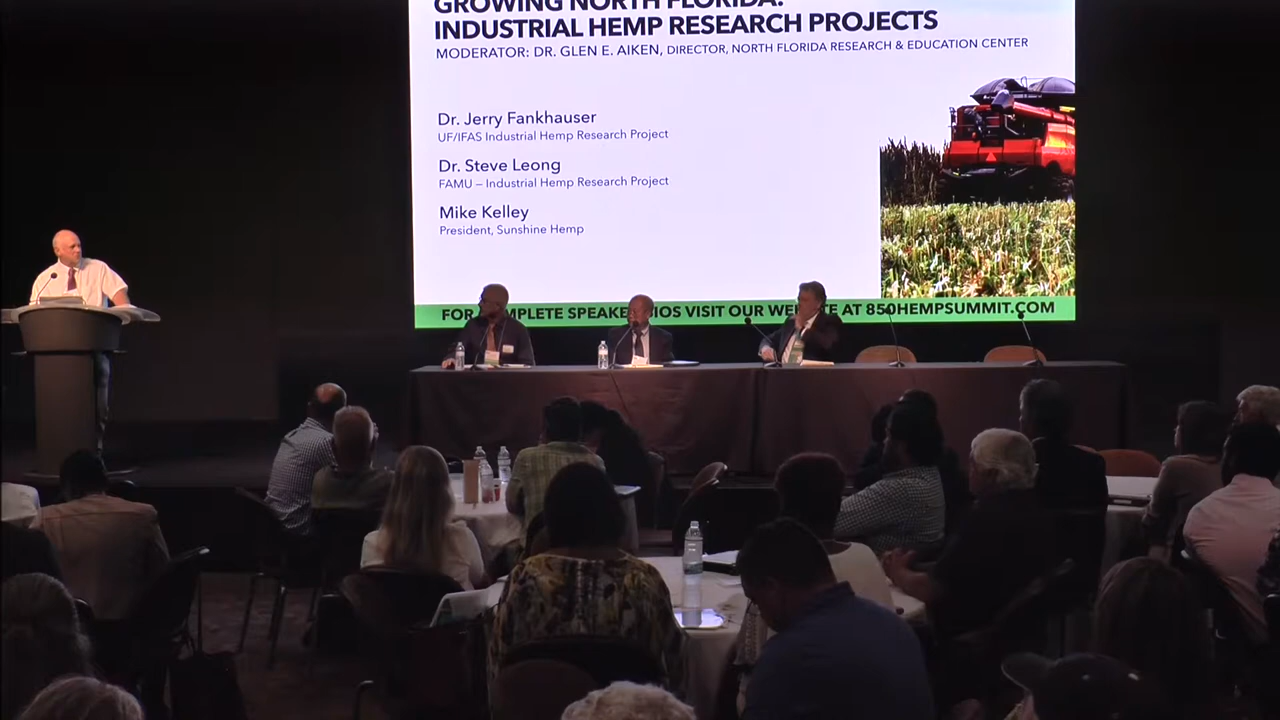 GROWING NORTH FLORIDA:
INDUSTRIAL HEMP RESEARCH PROJECTS
MODERATOR: DR. GLEN E. AIKEN, DIRECTOR, NORTH FLORIDA RESEARCH & EDUCATION CENTER
Dr. Jerry Fankhauser
UF/IFAS Industrial Hemp Research Project
Dr. Steve Leong
FAMU – Industrial Hemp Research Project
Mike Kelley
President, Sunshine Hemp
FOR COMPLETE SPEAKER BIOS VISIT OUR WEBSITE AT 850HEMPSUMMIT.COM